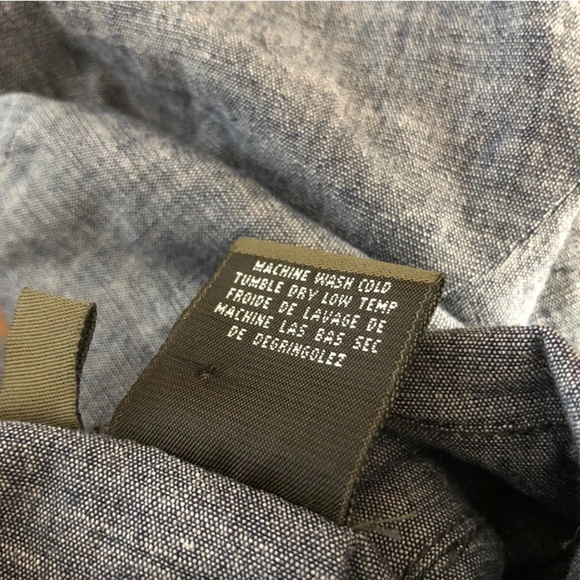 MACHINE WASH COLD
TUMBLE DRY LOW TEMP
FROIDE DE LAVAGE DE
MACHINE LAS BAS SEC
DE DEGRINGOLEZ